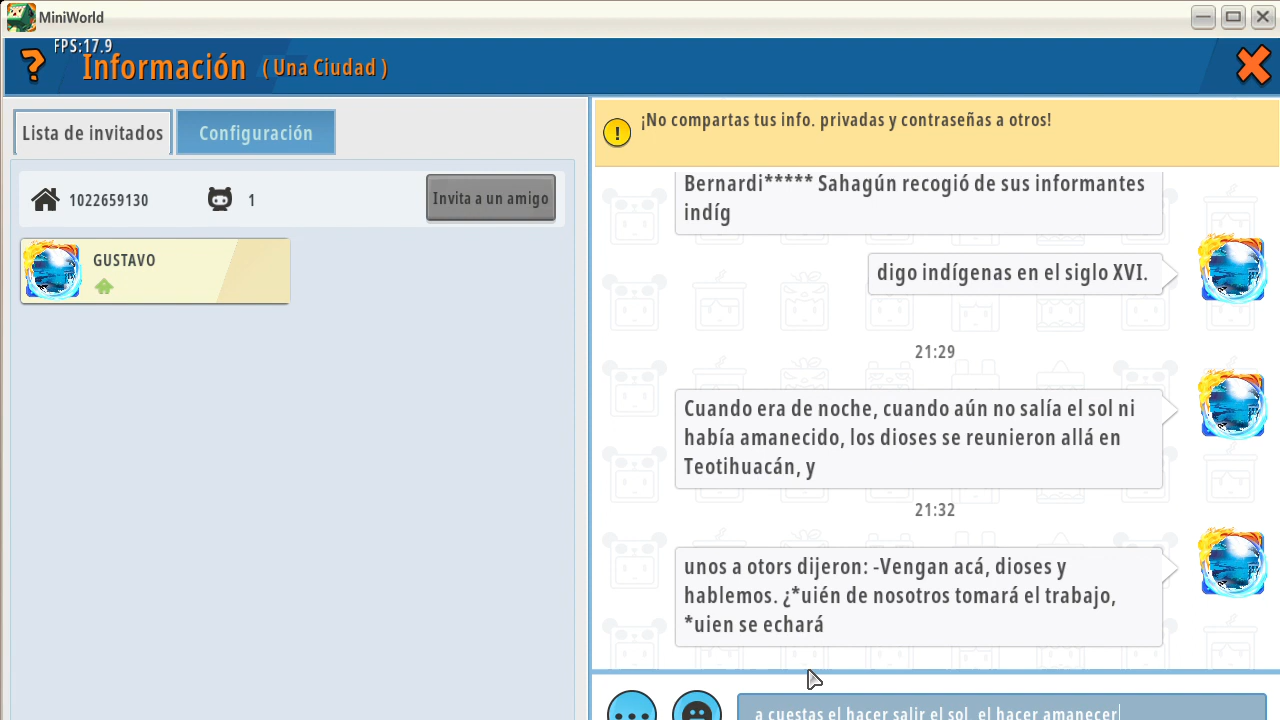 MiniWorld
FPS:17.9
Información
( Una Ciudad )
Lista de invitados
Configuración
1022659130
1
Invita a un amigo
GUSTAVO
¡No compartas tus info. privadas y contraseñas a otros!
Bernardi***** Sahagún recogió de sus informantes
indíg
digo indígenas en el siglo XVI.
21:29
Cuando era de noche, cuando aún no salía el sol ni
había amanecido, los dioses se reunieron allá en
Teotihuacán, y
21:32
unos a otors dijeron: -Vengan acá, dioses y
hablemos. ¿*uién de nosotros tomará el trabajo,
*uien se echará
a cuestas el hacer salir el sol, el hacer amanecer